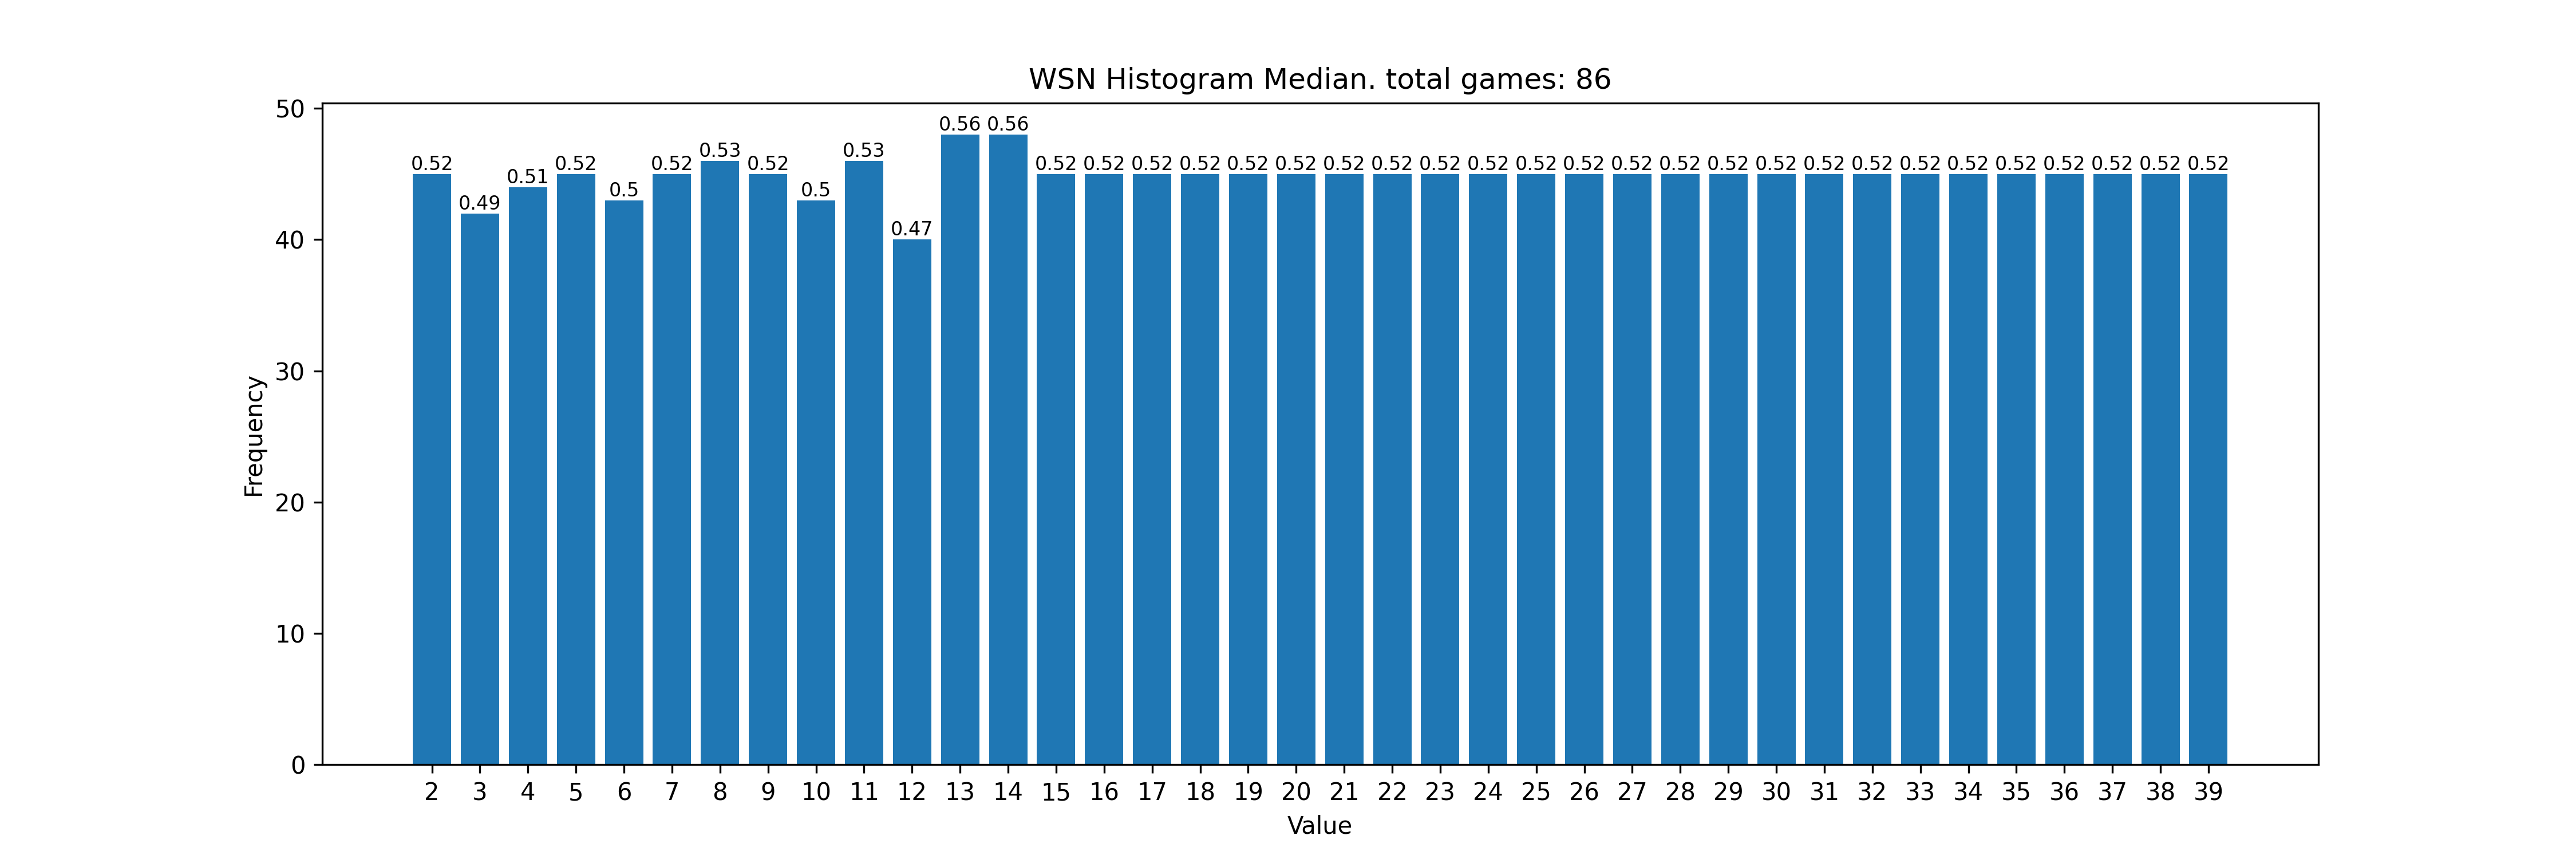 WSN Histogram Median. total games: 86
50
40
30
20
10
0
Frequency
0.52 0.49 0.51 0.52 0.5 0.52 0.53 0.52 0.5 0.53 0.47 0.56 0.56 0.52 0.52 0.52 0.52 0.52 0.52 0.52 0.52 0.52 0.52 0.52 0.52 0.52 0.52 0.52 0.52 0.52 0.52 0.52 0.52 0.52 0.52 0.52 0.52 0.52
2 3 4 5 6 7 8 9 10 11 12 13 14 15 16 17 18 19 20 21 22 23 24 25 26 27 28 29 30 31 32 33 34 35 36 37 38 39
Value